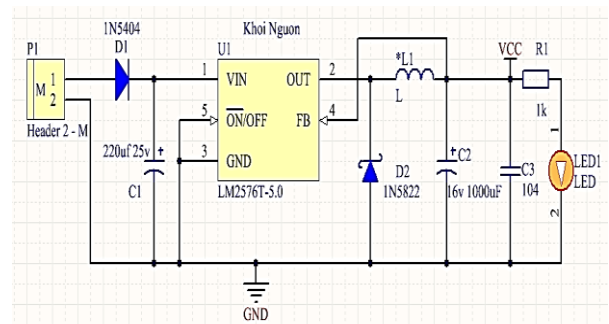 1N5404
Khoi Nguon
P1
D1
U1
*L1
VCC
R1
M
1
2
1
VIN
OUT
2
L
5
ON/OFF
FB
4
1k
Header 2 - M
220uf 25v
+
C1
3
GND
LM2576T-5.0
D2
1N5822
+
C2
16v 1000uF
C3
104
1
LED1
LED
2
GND